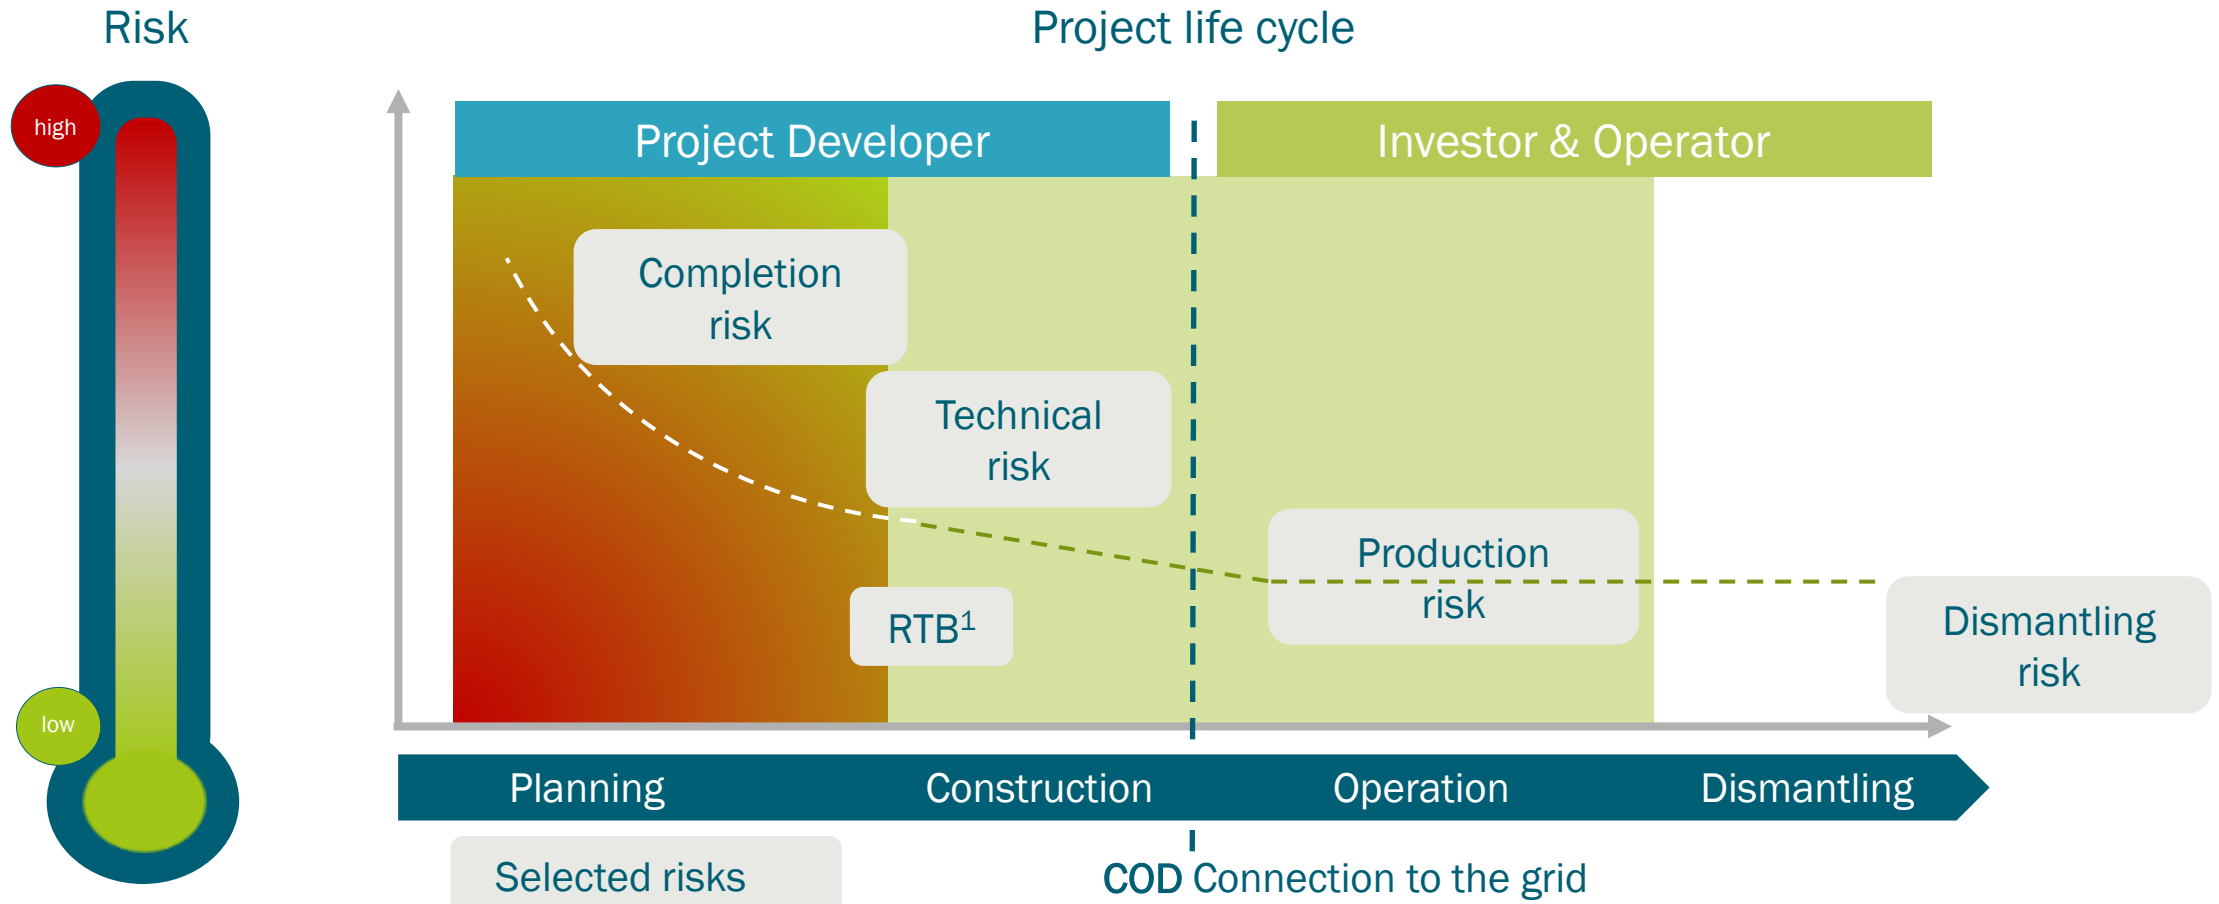 Risk
Project life cycle
high
Project Developer
Investor & Operator
Completion
risk
Technical
risk
Production
risk
RTB¹
Dismantling
risk
low
Planning
Construction
Operation
Dismantling
Selected risks
COD Connection to the grid